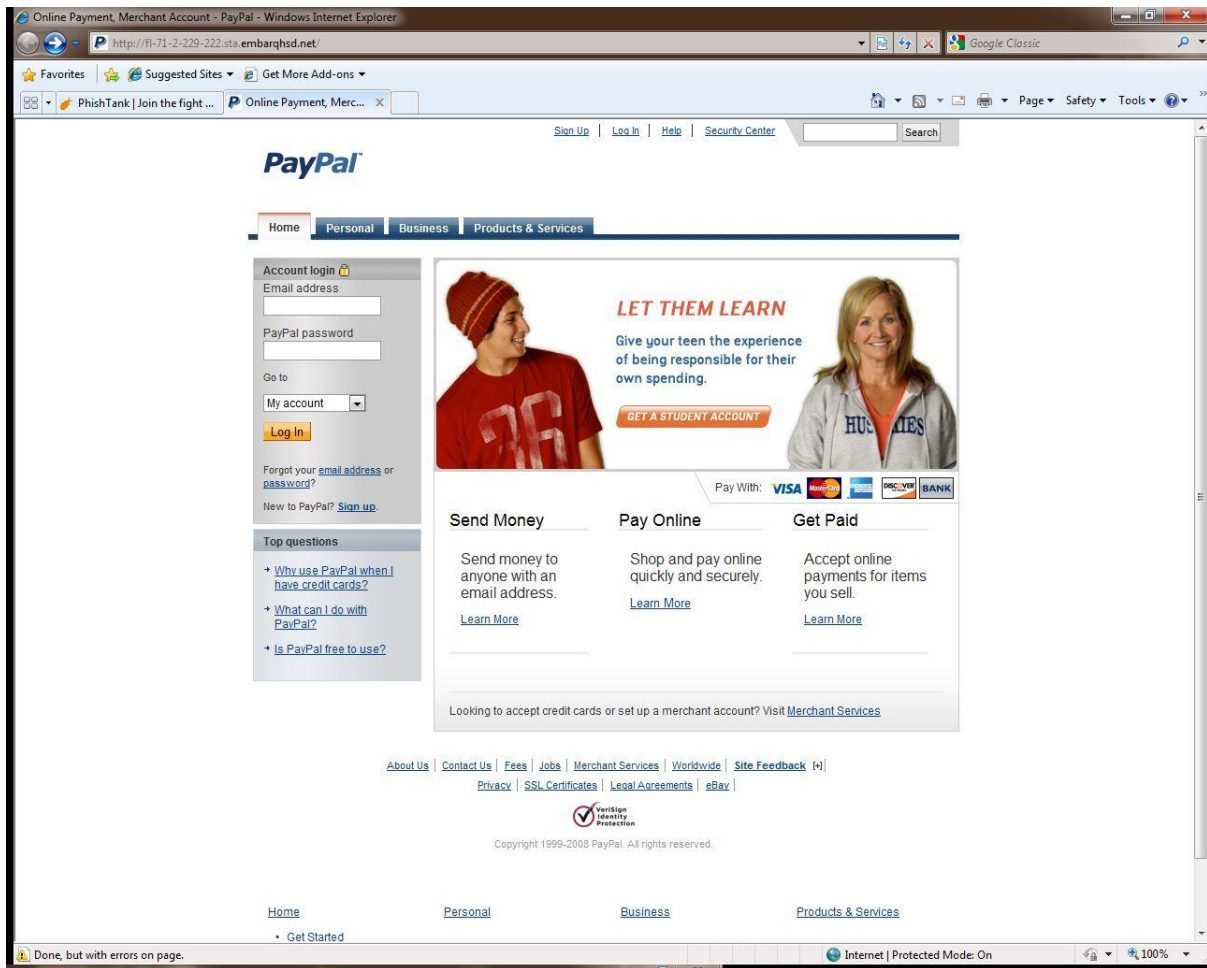 Online Payment, Merchant Account - PayPal - Windows Internet Explorer
http://fl-71-2-229-222.sta.embarqhsd.net/
Google Classic
Favorites
Suggested Sites
Get More Add-ons
PhishTank | Join the fight ...
Online Payment, Merc...
Page
Safety
Tools
Sign Up | Log In | Help | Security Center
Search
PayPal
Home
Personal
Business
Products & Services
Account login
Email address
PayPal password
Go to
My account
Log In
Forgot your email address or
password?
New to PayPal? Sign up.
Top questions
Why use PayPal when I
have credit cards?
What can I do with
PayPal?
Is PayPal free to use?
LET THEM LEARN
Give your teen the experience
of being responsible for their
own spending.
GET A STUDENT ACCOUNT
36
HUSKIES
Pay With: VISA MasterCard DISCOVER BANK
Send Money
Send money to
anyone with an
email address.
Learn More
Pay Online
Shop and pay online
quickly and securely.
Learn More
Get Paid
Accept online
payments for items
you sell.
Learn More
Looking to accept credit cards or set up a merchant account? Visit Merchant Services
About Us | Contact Us | Fees | Jobs | Merchant Services | Worldwide | Site Feedback [+]
Privacy | SSL Certificates | Legal Agreements | eBay |
VeriSign
Identity
Protection
Copyright 1999-2008 PayPal. All rights reserved.
Home
Personal
Business
Products & Services
• Get Started
Done, but with errors on page.
Internet | Protected Mode: On
100%